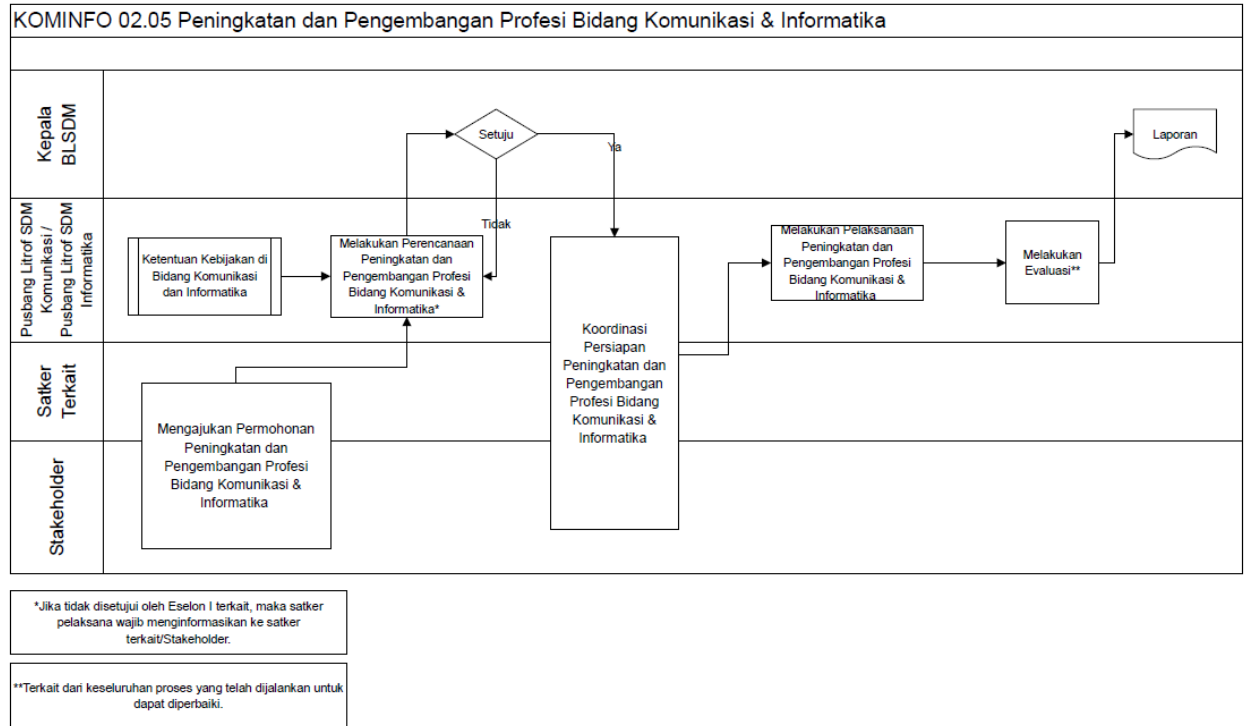 KOMINFO 02.05 Peningkatan dan Pengembangan Profesi Bidang Komunikasi & Informatika
Kepala
BLSDM
Setuju
Ya
Tidak
Laporan
Pusbang Litrof SDM
Komunikasi /
Pusbang Litrof SDM
Informatika
Ketentuan Kebijakan di
Bidang Komunikasi
dan Informatika
Melakukan Perencanaan
Peningkatan dan
Pengembangan Profesi
Bidang Komunikasi &
Informatika*
Koordinasi
Persiapan
Peningkatan dan
Pengembangan
Profesi Bidang
Komunikasi &
Informatika
Melakukan Pelaksanaan
Peningkatan dan
Pengembangan Profesi
Bidang Komunikasi &
Informatika
Melakukan
Evaluasi**
Satker
Terkait
Mengajukan Permohonan
Peningkatan dan
Pengembangan Profesi
Bidang Komunikasi &
Informatika
Stakeholder
*Jika tidak disetujui oleh Eselon I terkait, maka satker
pelaksana wajib menginformasikan ke satker
terkait/Stakeholder.
**Terkait dari keseluruhan proses yang telah dijalankan untuk
dapat diperbaiki.